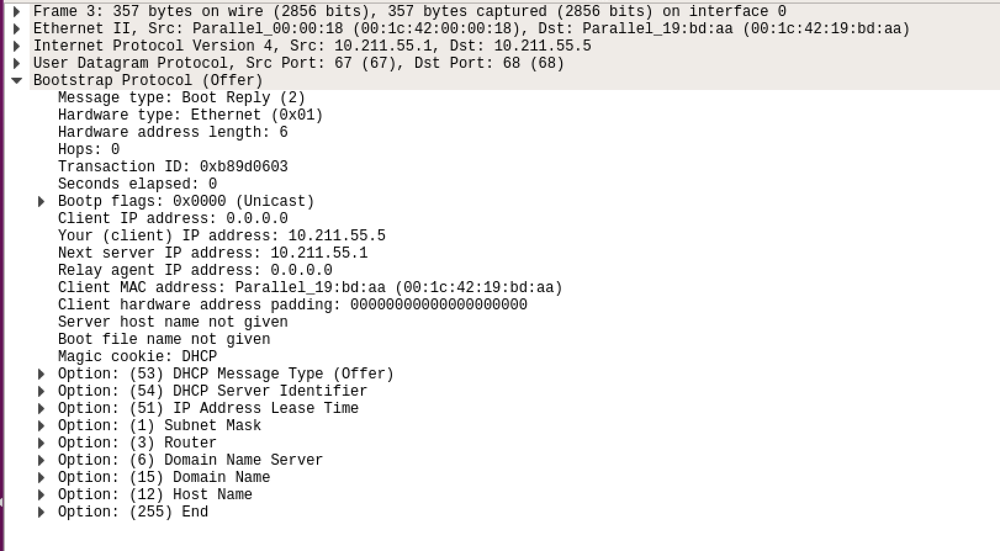 Frame 3: 357 bytes on wire (2856 bits), 357 bytes captured (2856 bits) on interface 0
Ethernet II, Src: Parallel_00:00:18 (00:1c:42:00:00:18), Dst: Parallel_19:bd:aa (00:1c:42:19:bd:aa)
Internet Protocol Version 4, Src: 10.211.55.1, Dst: 10.211.55.5
User Datagram Protocol, Src Port: 67 (67), Dst Port: 68 (68)
Bootstrap Protocol (Offer)
Message type: Boot Reply (2)
Hardware type: Ethernet (0x01)
Hardware address length: 6
Hops: 0
Transaction ID: 0xb89d0603
Seconds elapsed: 0
Bootp flags: 0x0000 (Unicast)
Client IP address: 0.0.0.0
Your (client) IP address: 10.211.55.5
Next server IP address: 10.211.55.1
Relay agent IP address: 0.0.0.0
Client MAC address: Parallel_19:bd:aa (00:1c:42:19:bd:aa)
Client hardware address padding: 00000000000000000000
Server host name not given
Boot file name not given
Magic cookie: DHCP
Option: (53) DHCP Message Type (Offer)
Option: (54) DHCP Server Identifier
Option: (51) IP Address Lease Time
Option: (1) Subnet Mask
Option: (3) Router
Option: (6) Domain Name Server
Option: (15) Domain Name
Option: (12) Host Name
Option: (255) End